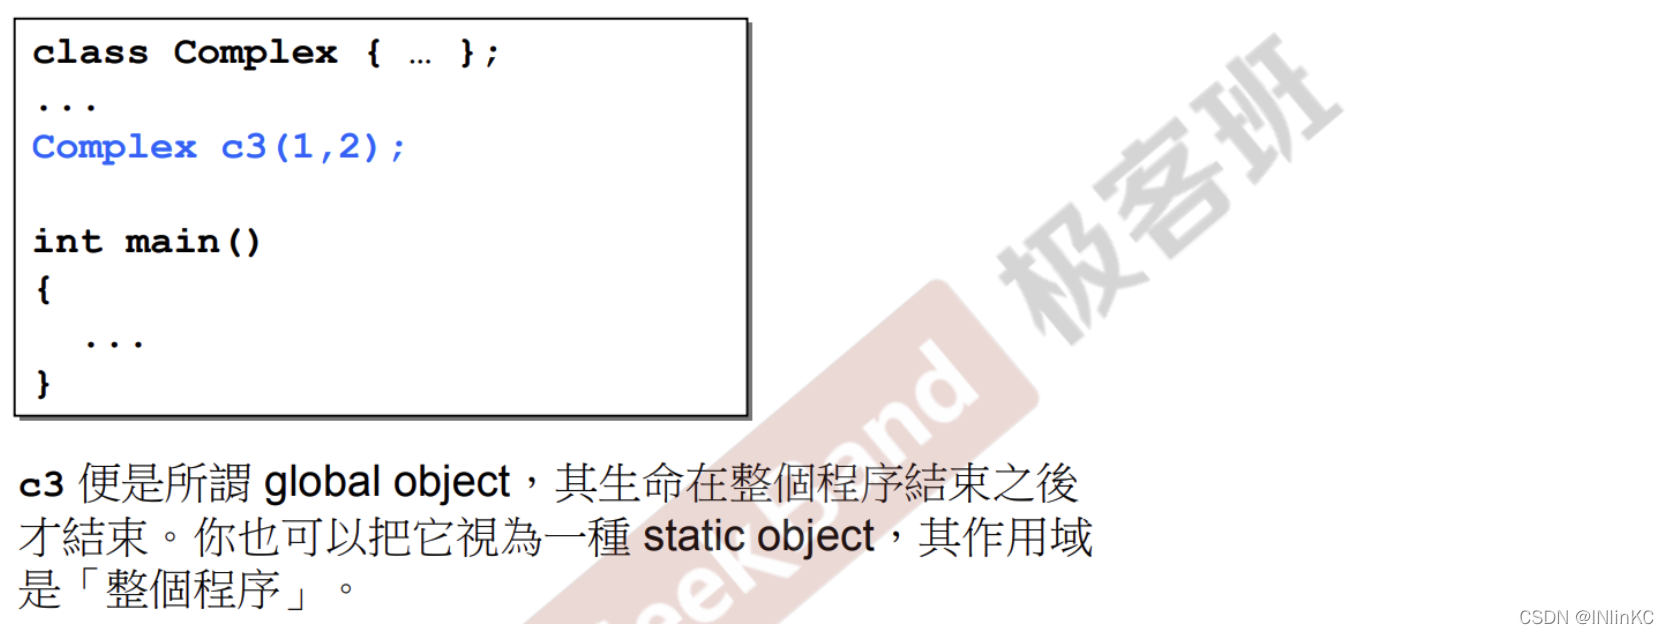 class Complex { … };
...
Complex c3(1,2);
int main()
{
...
}
c3 便是所謂 global object，其生命在整個程序結束之後
才結束。你也可以把它視為一種 static object，其作用域
是「整個程序」。
极客班
eekBand
CSDN @INlinKC